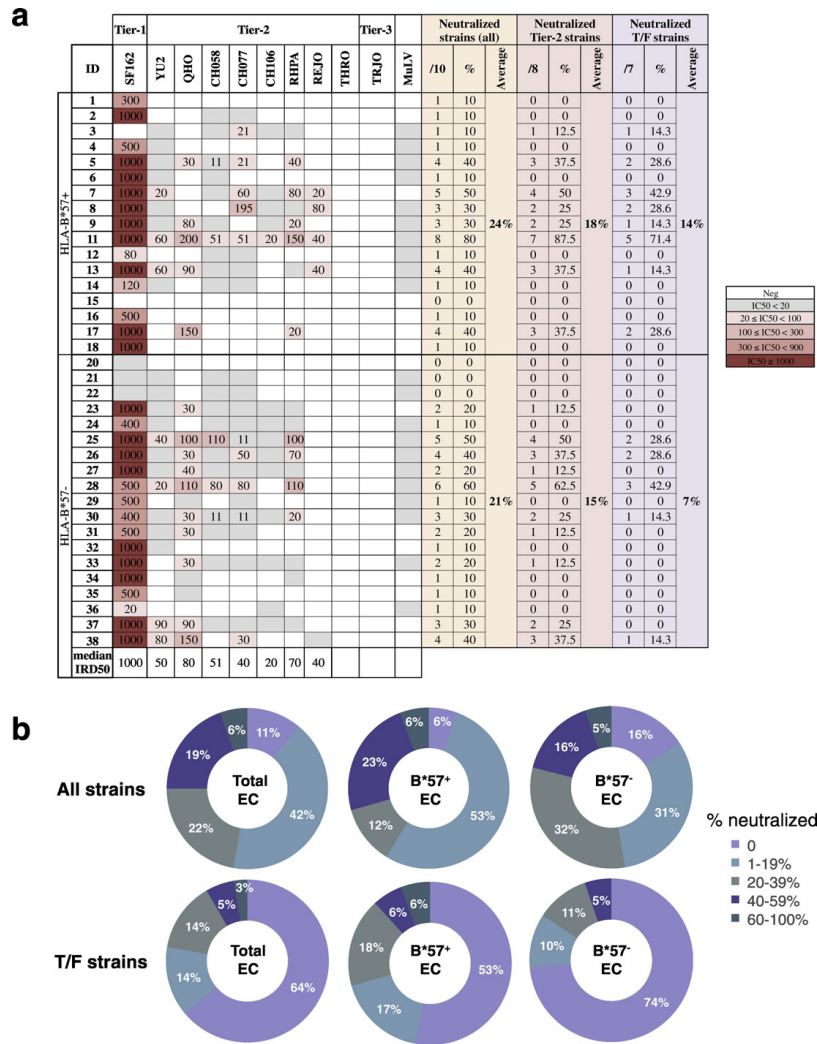 a
Tier-1 Tier-2 Tier-3 Neutralized strains (all) Neutralized Tier-2 strains Neutralized T/F strains
ID SF162 YU2 QHO CH058 CH077 CH106 RHPA REJO THRO TRJO MuLV /10 % Average /8 % Average /7 % Average
HLA-B*57+
1 300 1 10 0 0 0 0
2 1000 1 10 0 0 0 0
3 21 1 10 1 12.5 1 14.3
4 500 1 10 0 0 0 0
5 1000 30 11 21 40 4 40 3 37.5 2 28.6
6 1000 1 10 0 0 0 0
7 1000 20 60 80 20 5 50 4 50 3 42.9
8 1000 195 80 3 30 2 25 2 28.6
9 1000 80 20 3 30 24% 2 25 18% 1 14.3 14%
11 1000 60 200 51 51 20 150 40 8 80 7 87.5 5 71.4
12 80 1 10 0 0 0 0
13 1000 60 90 40 4 40 3 37.5 1 14.3
14 120 1 10 0 0 0 0
15 0 0 0 0 0 0
16 500 1 10 0 0 0 0
17 1000 150 20 4 40 3 37.5 2 28.6
18 1000 1 10 0 0 0 0
HLA-B*57-
20 0 0 0 0 0 0
21 0 0 0 0 0 0
22 0 0 0 0 0 0
23 1000 30 2 20 1 12.5 0 0
24 400 1 10 0 0 0 0
25 1000 40 100 110 11 100 5 50 4 50 2 28.6
26 1000 30 50 70 4 40 3 37.5 2 28.6
27 1000 40 2 20 1 12.5 0 0
28 500 20 110 80 80 110 6 60 5 62.5 3 42.9
29 500 1 10 21% 0 0 15% 0 0 7%
30 400 30 11 11 20 3 30 2 25 1 14.3
31 500 30 2 20 1 12.5 0 0
32 1000 1 10 0 0 0 0
33 1000 30 2 20 1 12.5 0 0
34 1000 1 10 0 0 0 0
35 500 1 10 0 0 0 0
36 20 1 10 0 0 0 0
37 1000 90 90 3 30 2 25 0 0
38 1000 80 150 30 4 40 3 37.5 1 14.3
median IRD50 1000 50 80 51 40 20 70 40
Neg
IC50 < 20
20 ≤ IC50 < 100
100 ≤ IC50 < 300
300 ≤ IC50 < 900
IC50 ≥ 1000
b
All strains
Total EC
11%
42%
22%
19%
6%
B*57+ EC
6%
53%
12%
23%
6%
B*57- EC
16%
31%
32%
16%
5%
T/F strains
Total EC
64%
14%
14%
5%
3%
B*57+ EC
53%
17%
18%
6%
6%
B*57- EC
74%
10%
11%
5%
% neutralized
0
1-19%
20-39%
40-59%
60-100%